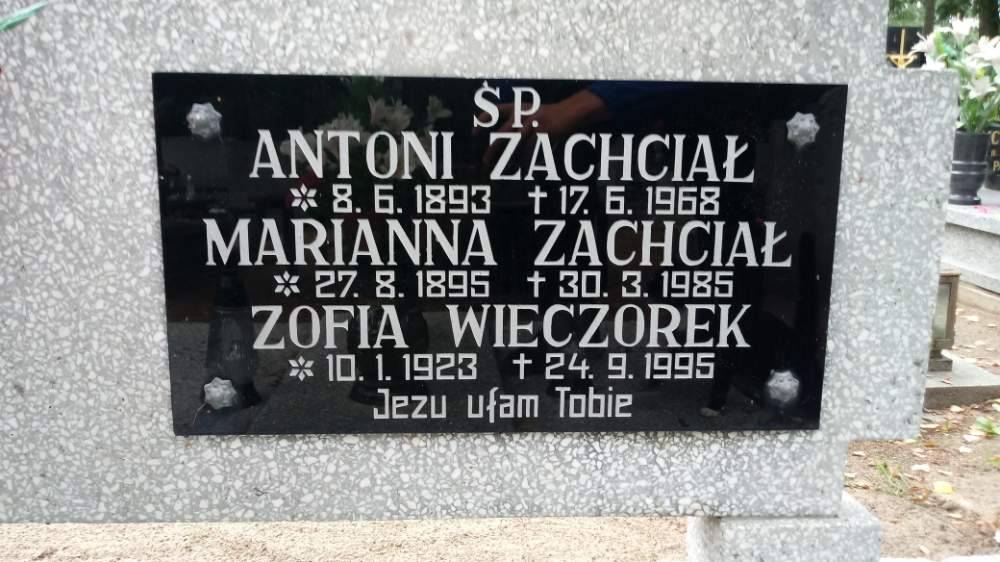 Ś P.
ANTONI ZACHCIAŁ
* 8. 6. 1893 † 17. 6. 1968
MARIANNA ZACHCIAŁ
* 27. 8. 1895 † 30. 3. 1985
ZOFIA WIECZOREK
* 10. 1. 1923 † 24. 9. 1995
Jezu ufam Tobie